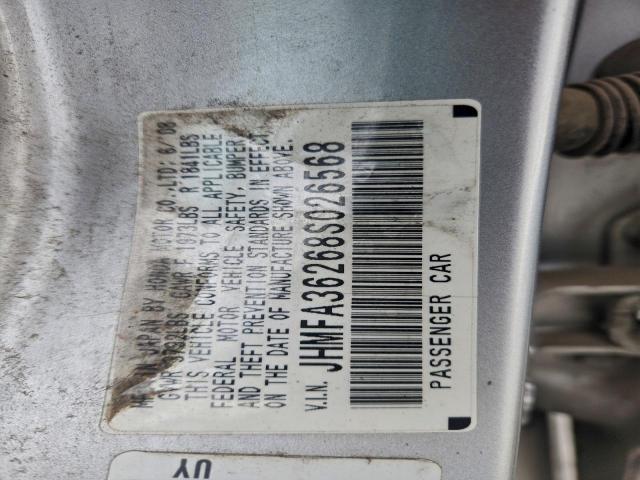 MFD. IN JAPAN BY HONDA MOTOR CO.,LTD: 6/08
GVWR LBS GAWR F 1973LBS R 1841LBS
THIS VEHICLE CONFORMS TO ALL APPLICABLE
FEDERAL MOTOR VEHICLE SAFETY, BUMPER
AND THEFT PREVENTION STANDARDS IN EFFECT
ON THE DATE OF MANUFACTURE SHOWN ABOVE.
V.I.N. JHMFA36268S026568
PASSENGER CAR
UY